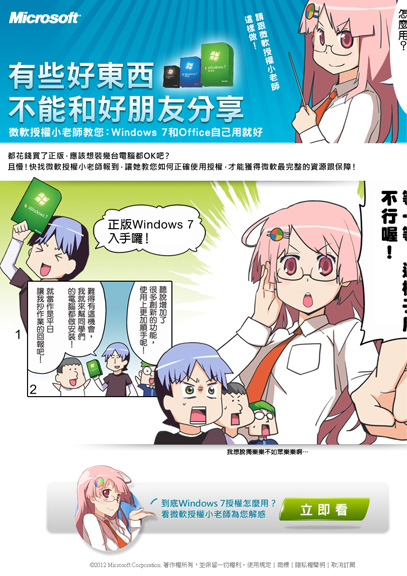 Microsoft
怎麼用?
請跟微軟授權小老師
這樣做!
有些好東西
不能和好朋友分享
微軟授權小老師教您:Windows 7和Office自己用就好
都花錢買了正版,應該想裝幾台電腦都OK吧?
且慢!快找微軟授權小老師報到,讓她教您如何正確使用授權,才能獲得微軟最完整的資源跟保障!
正版Windows 7
入手囉!
不行喔!
1
聽說增加了
很多創新的功能,
使用上更加順手呢!
難得有這機會,
我就來幫同學們
的電腦都做安裝!
就當作是平日
讓我抄作業的回報吧!
2
我想說獨樂樂不如眾樂樂啊…
到底Windows 7授權怎麼用?
看微軟授權小老師為您解惑
立即看
©2012 Microsoft Corporation. 著作權所有,並保留一切權利。使用規定 | 商標 | 隱私權聲明 | 取消訂閱